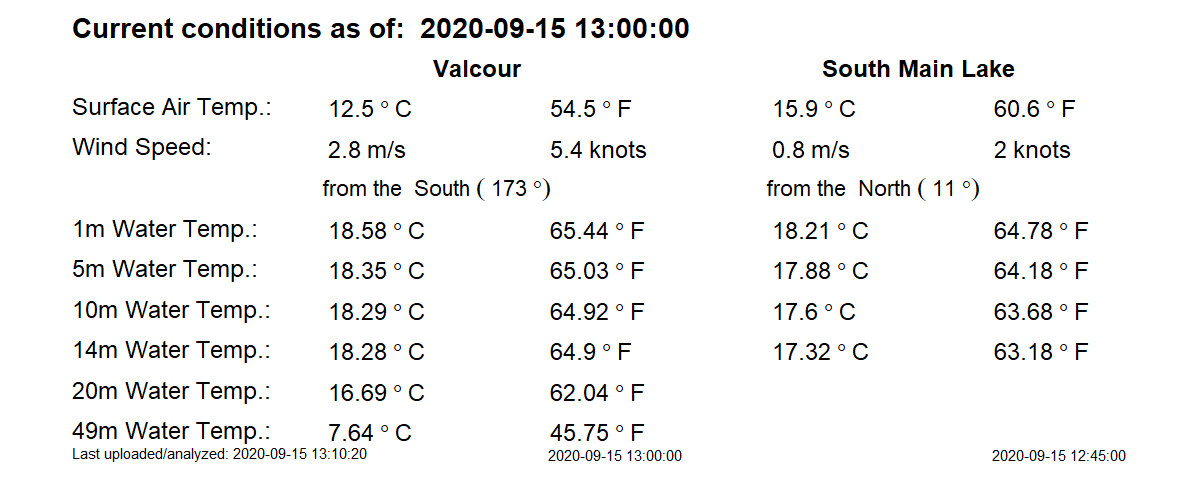 Current conditions as of: 2020-09-15 13:00:00
Valcour South Main Lake
Surface Air Temp.: 12.5 ° C 54.5 ° F 15.9 ° C 60.6 ° F
Wind Speed: 2.8 m/s 5.4 knots 0.8 m/s 2 knots
from the South ( 173 °) from the North ( 11 °)
1m Water Temp.: 18.58 ° C 65.44 ° F 18.21 ° C 64.78 ° F
5m Water Temp.: 18.35 ° C 65.03 ° F 17.88 ° C 64.18 ° F
10m Water Temp.: 18.29 ° C 64.92 ° F 17.6 ° C 63.68 ° F
14m Water Temp.: 18.28 ° C 64.9 ° F 17.32 ° C 63.18 ° F
20m Water Temp.: 16.69 ° C 62.04 ° F
49m Water Temp.: 7.64 ° C 45.75 ° F
Last uploaded/analyzed: 2020-09-15 13:10:20 2020-09-15 13:00:00 2020-09-15 12:45:00